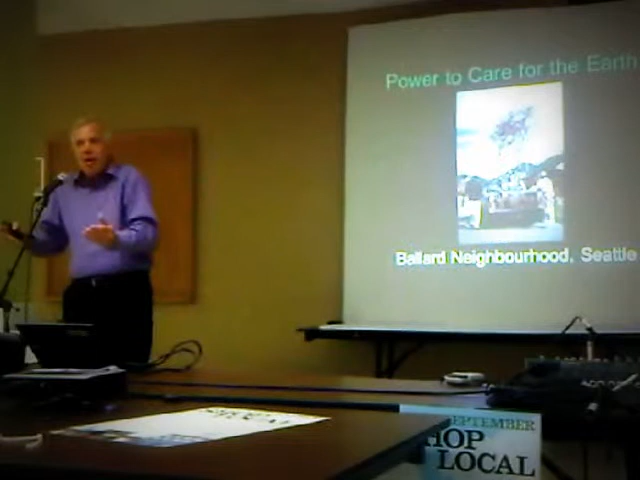 Power to Care for the Earth
Ballard Neighbourhood, Seattle
SEPTEMBER
HOP
LOCAL